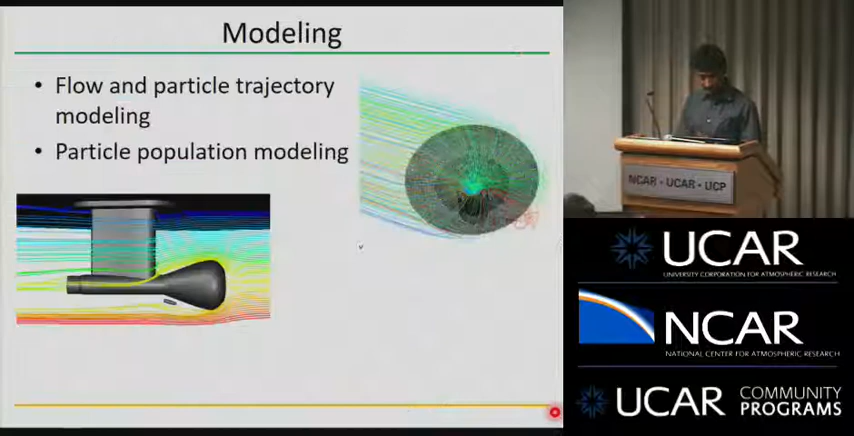 Modeling
• Flow and particle trajectory
modeling
• Particle population modeling
NCAR • UCAR • UCP
UCAR
UNIVERSITY CORPORATION FOR ATMOSPHERIC RESEARCH
NCAR
NATIONAL CENTER FOR ATMOSPHERIC RESEARCH
UCAR COMMUNITY
PROGRAMS